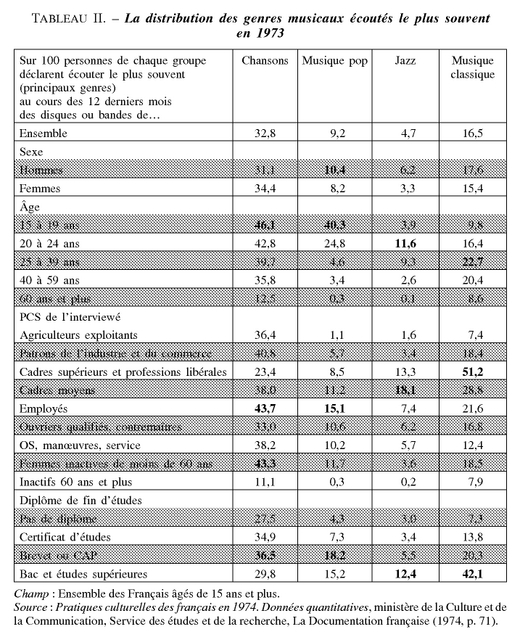 TABLEAU II. – La distribution des genres musicaux écoutés le plus souvent
en 1973
Sur 100 personnes de chaque groupe déclarent écouter le plus souvent (principaux genres) au cours des 12 derniers mois des disques ou bandes de… Chansons Musique pop Jazz Musique classique
Ensemble 32,8 9,2 4,7 16,5
Sexe
Hommes 31,1 10,4 6,2 17,6
Femmes 34,4 8,2 3,3 15,4
Âge
15 à 19 ans 46,1 40,3 3,9 9,8
20 à 24 ans 42,8 24,8 11,6 16,4
25 à 39 ans 39,7 4,6 9,3 22,7
40 à 59 ans 35,8 3,4 2,6 20,4
60 ans et plus 12,5 0,3 0,1 8,6
PCS de l'interviewé
Agriculteurs exploitants 36,4 1,1 1,6 7,4
Patrons de l'industrie et du commerce 40,8 5,7 3,4 18,4
Cadres supérieurs et professions libérales 23,4 8,5 13,3 51,2
Cadres moyens 38,0 11,2 18,1 28,8
Employés 43,7 15,1 7,4 21,6
Ouvriers qualifiés, contremaires 33,0 10,6 6,2 16,8
OS, manœuvres, service 38,2 10,2 5,7 12,4
Femmes inactives de moins de 60 ans 43,3 11,7 3,6 18,5
Inactifs 60 ans et plus 11,1 0,3 0,2 7,9
Diplôme de fin d'études
Pas de diplôme 27,5 4,3 3,0 7,3
Certificat d'études 34,9 7,3 3,4 13,8
Brevet ou CAP 36,5 18,2 5,5 20,3
Bac et études supérieures 29,8 15,2 12,4 42,1
Champ : Ensemble des Français âgés de 15 ans et plus.
Source : Pratiques culturelles des français en 1974. Données quantitatives, ministère de la Culture et de
la Communication, Service des études et de la recherche, La Documentation française (1974, p. 71).